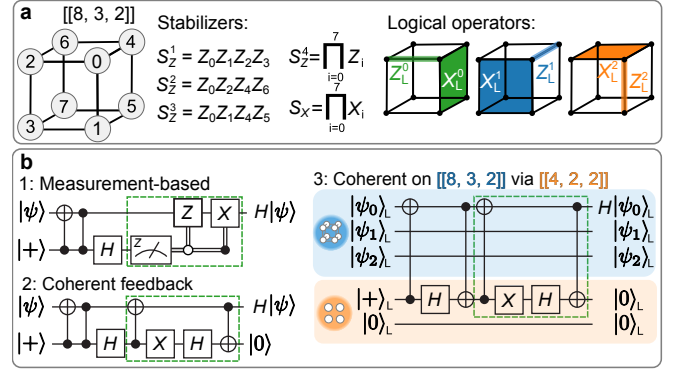 a [[8, 3, 2]] Stabilizers: Logical operators:
6 4
2 0
7 5
3 1
S_Z^1 = Z_0Z_1Z_2Z_3
S_Z^2 = Z_0Z_2Z_4Z_6
S_Z^3 = Z_0Z_1Z_4Z_5
S_Z^4 = ∏_{i=0}^{7} Z_i
S_X = ∏_{i=0}^{7} X_i
Z_L^0 X_L^0 X_L^1 Z_L^1 X_L^2 Z_L^2
b
1: Measurement-based
|ψ⟩ Z X H|ψ⟩
|+⟩ H Z
2: Coherent feedback
|ψ⟩ H|ψ⟩
|+⟩ H X H |0⟩
3: Coherent on [[8, 3, 2]] via [[4, 2, 2]]
|ψ_0⟩_L H|ψ_0⟩_L
|ψ_1⟩_L |ψ_1⟩_L
|ψ_2⟩_L |ψ_2⟩_L
|+⟩_L H X H |0⟩_L
|0⟩_L |0⟩_L